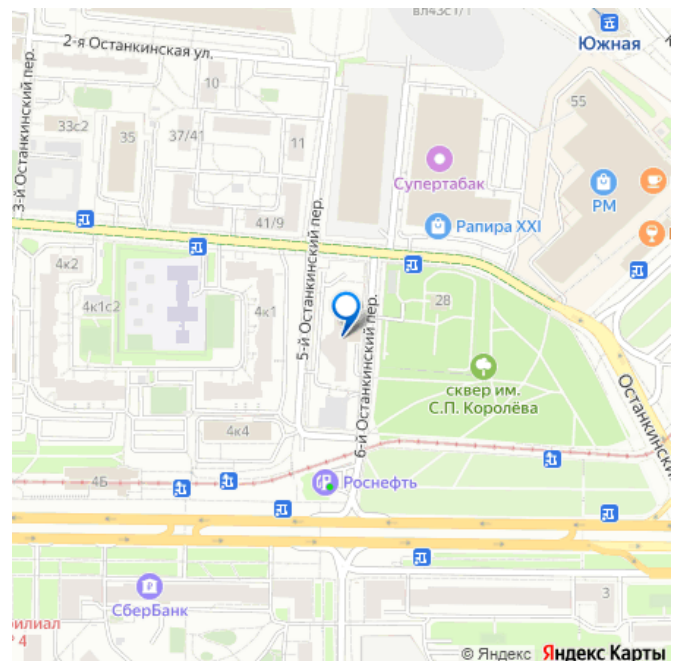 вл43с1/1
Южная
2-я Останкинская ул.
3-й Останкинский пер.
10
55
33с2
35
37/41
11
Супертабак
РМ
Рапира XXI
41/9
5-й Останкинский пер.
4к2
4к1с2
4к1
28
6-й Останкинский пер.
сквер им.
С.П. Королёва
4к4
4Б
Роснефть
СберБанк
3
© Яндекс Яндекс Карты